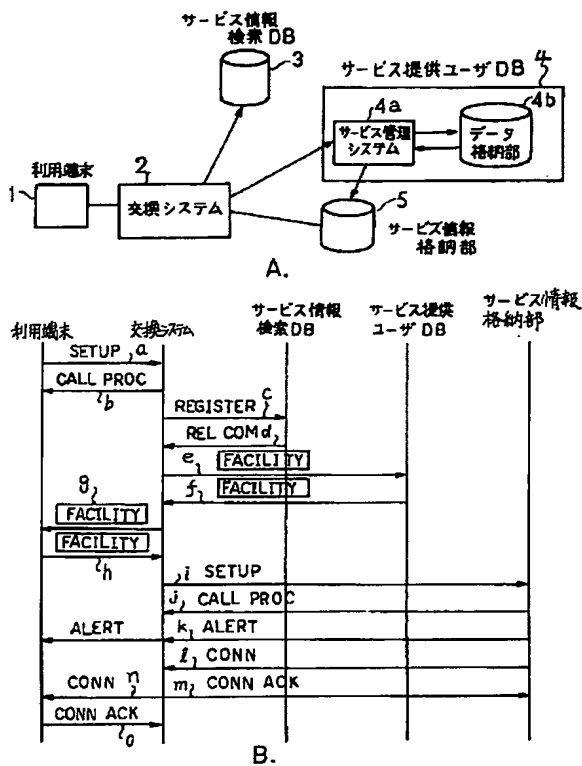 サービス情報
検索DB
3
サービス提供ユーザDB
4
4a
サービス管理
システム
4b
データ
格納部
利用端末
1
2
交換システム
5
サービス情報
格納部
A.
利用端末
交換システム
サービス情報
検索DB
サービス提供
ユーザDB
サービス情報
格納部
SETUP a
CALL PROC
b
REGISTER c
REL COM d
e FACILITY
f FACILITY
g
FACILITY
FACILITY
h
i SETUP
j CALL PROC
ALERT
k ALERT
l CONN
CONN n
m CONN ACK
CONN ACK
o
B.